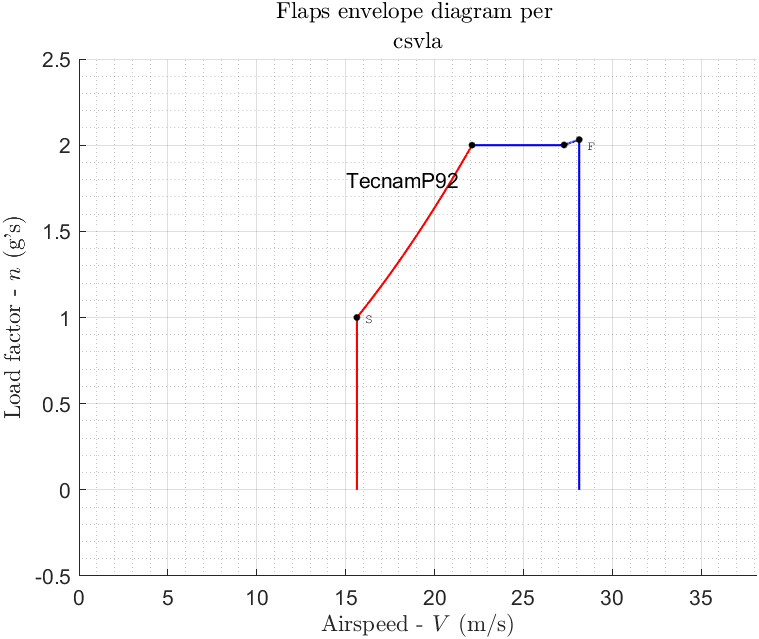 Flaps envelope diagram per
csvla
2.5
2
F
TecnamP92
1.5
1
S
0.5
0
-0.5
0 5 10 15 20 25 30 35
Load factor - n (g's)
Airspeed - V (m/s)